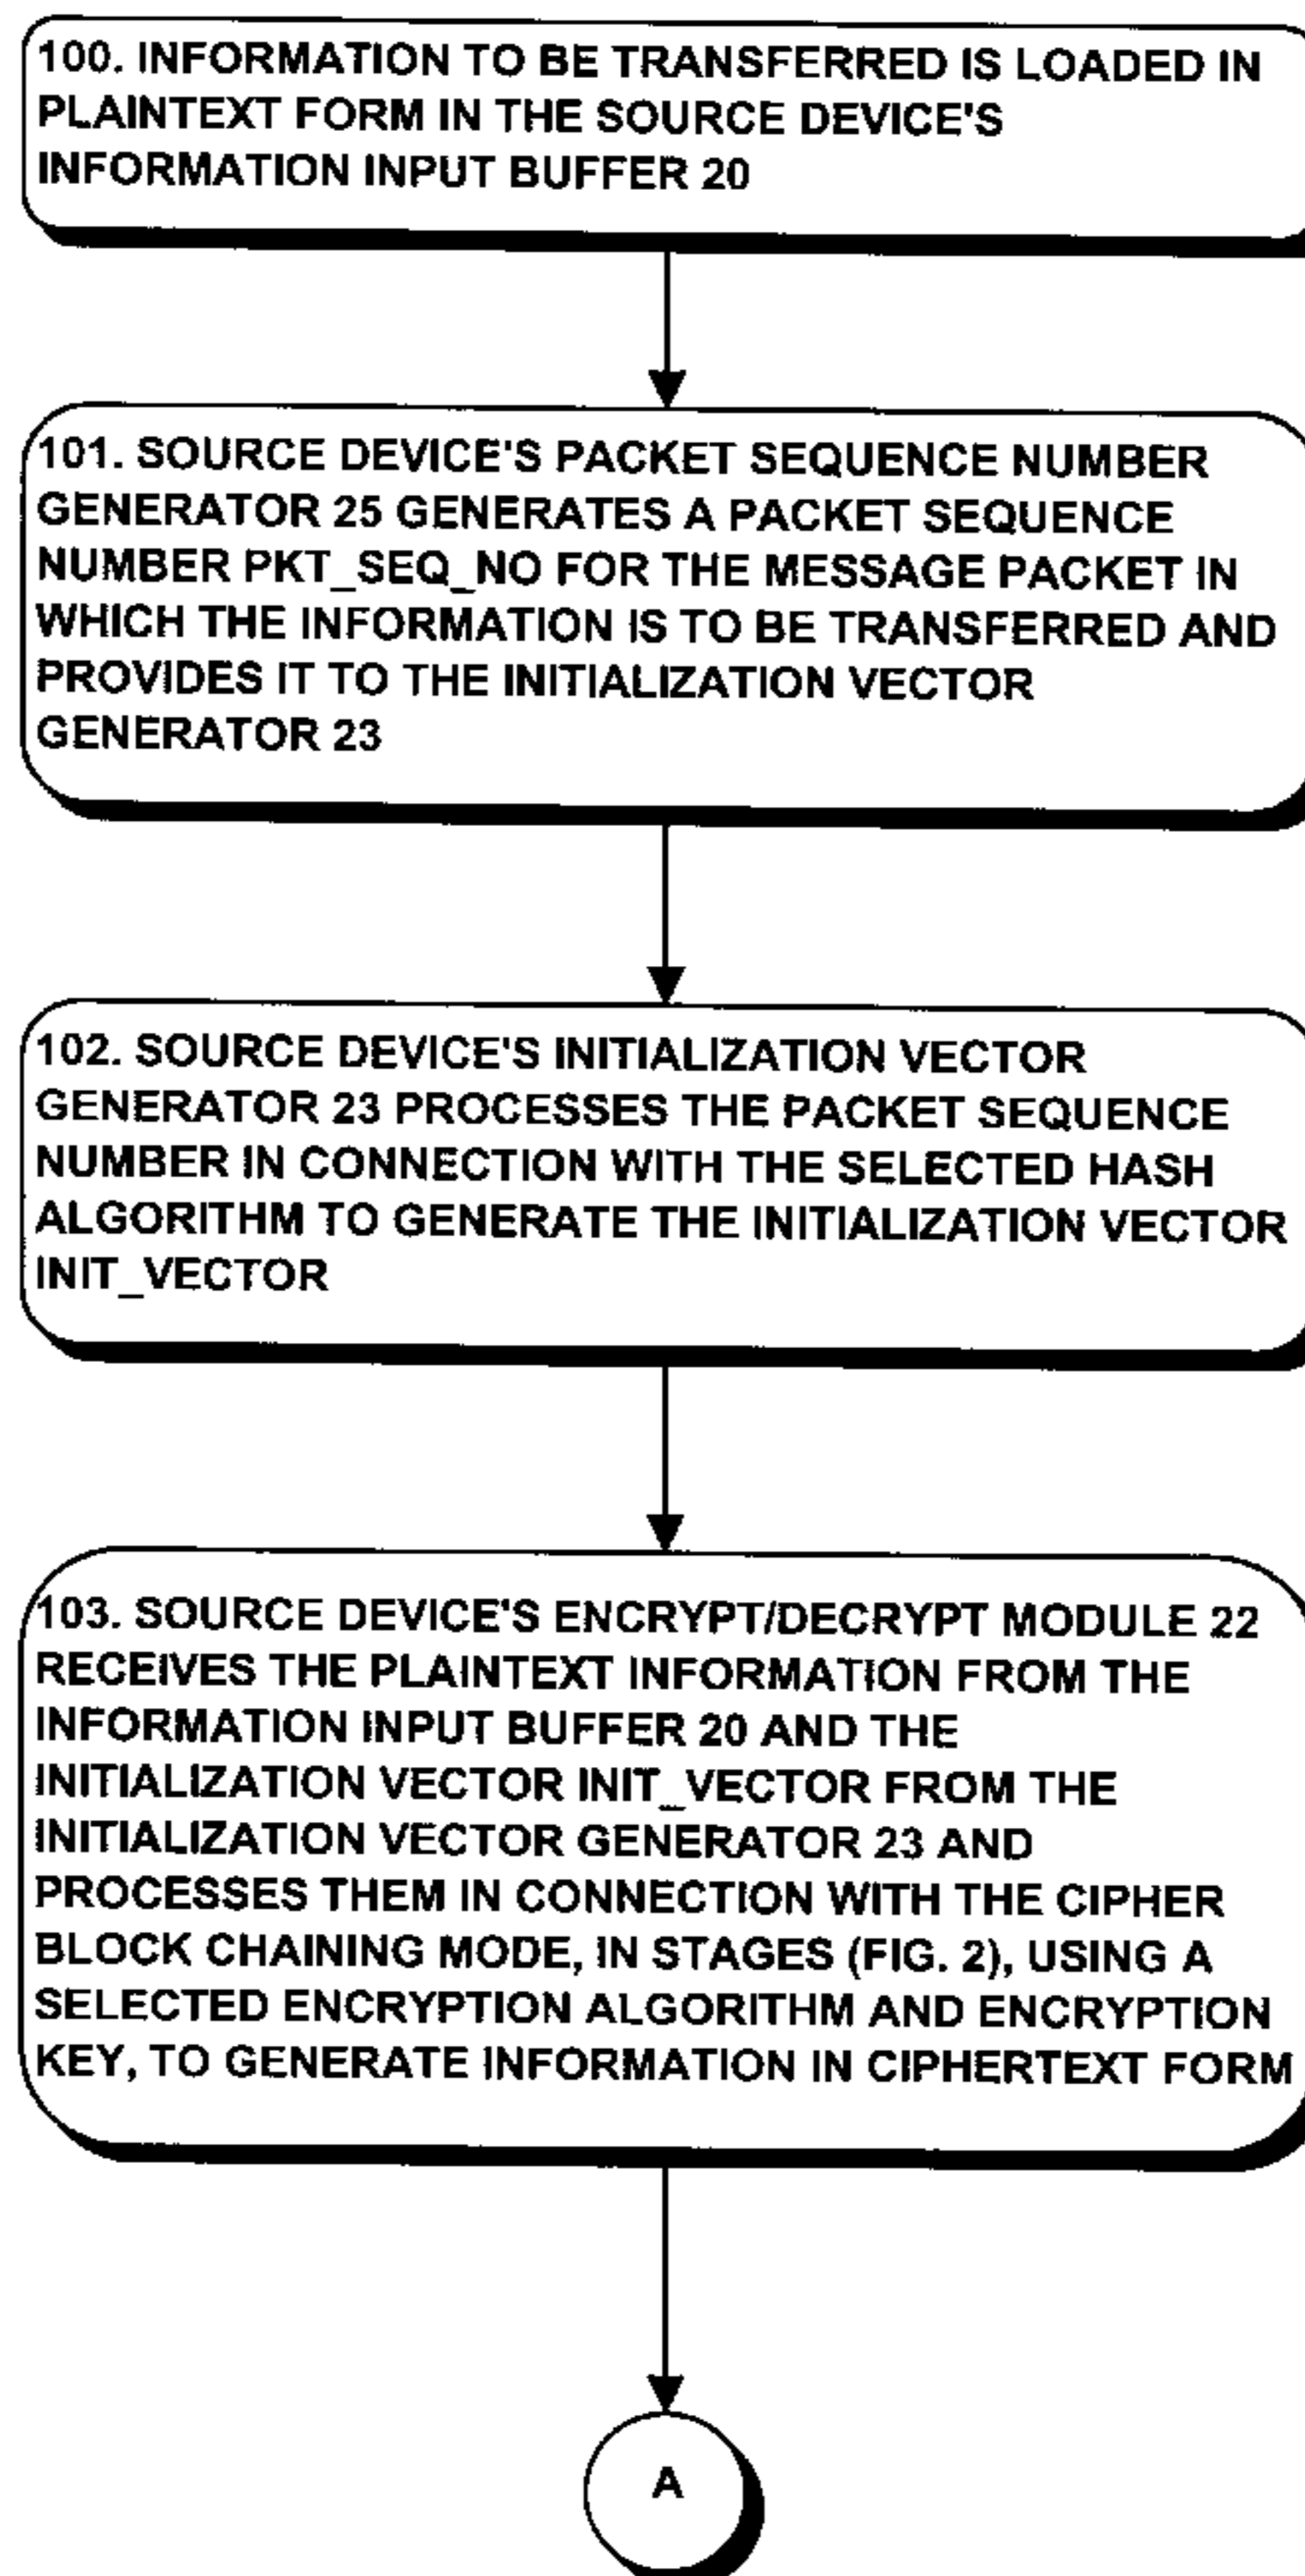 100. INFORMATION TO BE TRANSFERRED IS LOADED IN
PLAINTEXT FORM IN THE SOURCE DEVICE'S
INFORMATION INPUT BUFFER 20
101. SOURCE DEVICE'S PACKET SEQUENCE NUMBER
GENERATOR 25 GENERATES A PACKET SEQUENCE
NUMBER PKT_SEQ_NO FOR THE MESSAGE PACKET IN
WHICH THE INFORMATION IS TO BE TRANSFERRED AND
PROVIDES IT TO THE INITIALIZATION VECTOR
GENERATOR 23
102. SOURCE DEVICE'S INITIALIZATION VECTOR
GENERATOR 23 PROCESSES THE PACKET SEQUENCE
NUMBER IN CONNECTION WITH THE SELECTED HASH
ALGORITHM TO GENERATE THE INITIALIZATION VECTOR
INIT_VECTOR
103. SOURCE DEVICE'S ENCRYPT/DECRYPT MODULE 22
RECEIVES THE PLAINTEXT INFORMATION FROM THE
INFORMATION INPUT BUFFER 20 AND THE
INITIALIZATION VECTOR INIT_VECTOR FROM THE
INITIALIZATION VECTOR GENERATOR 23 AND
PROCESSES THEM IN CONNECTION WITH THE CIPHER
BLOCK CHAINING MODE, IN STAGES (FIG. 2), USING A
SELECTED ENCRYPTION ALGORITHM AND ENCRYPTION
KEY, TO GENERATE INFORMATION IN CIPHERTEXT FORM
A